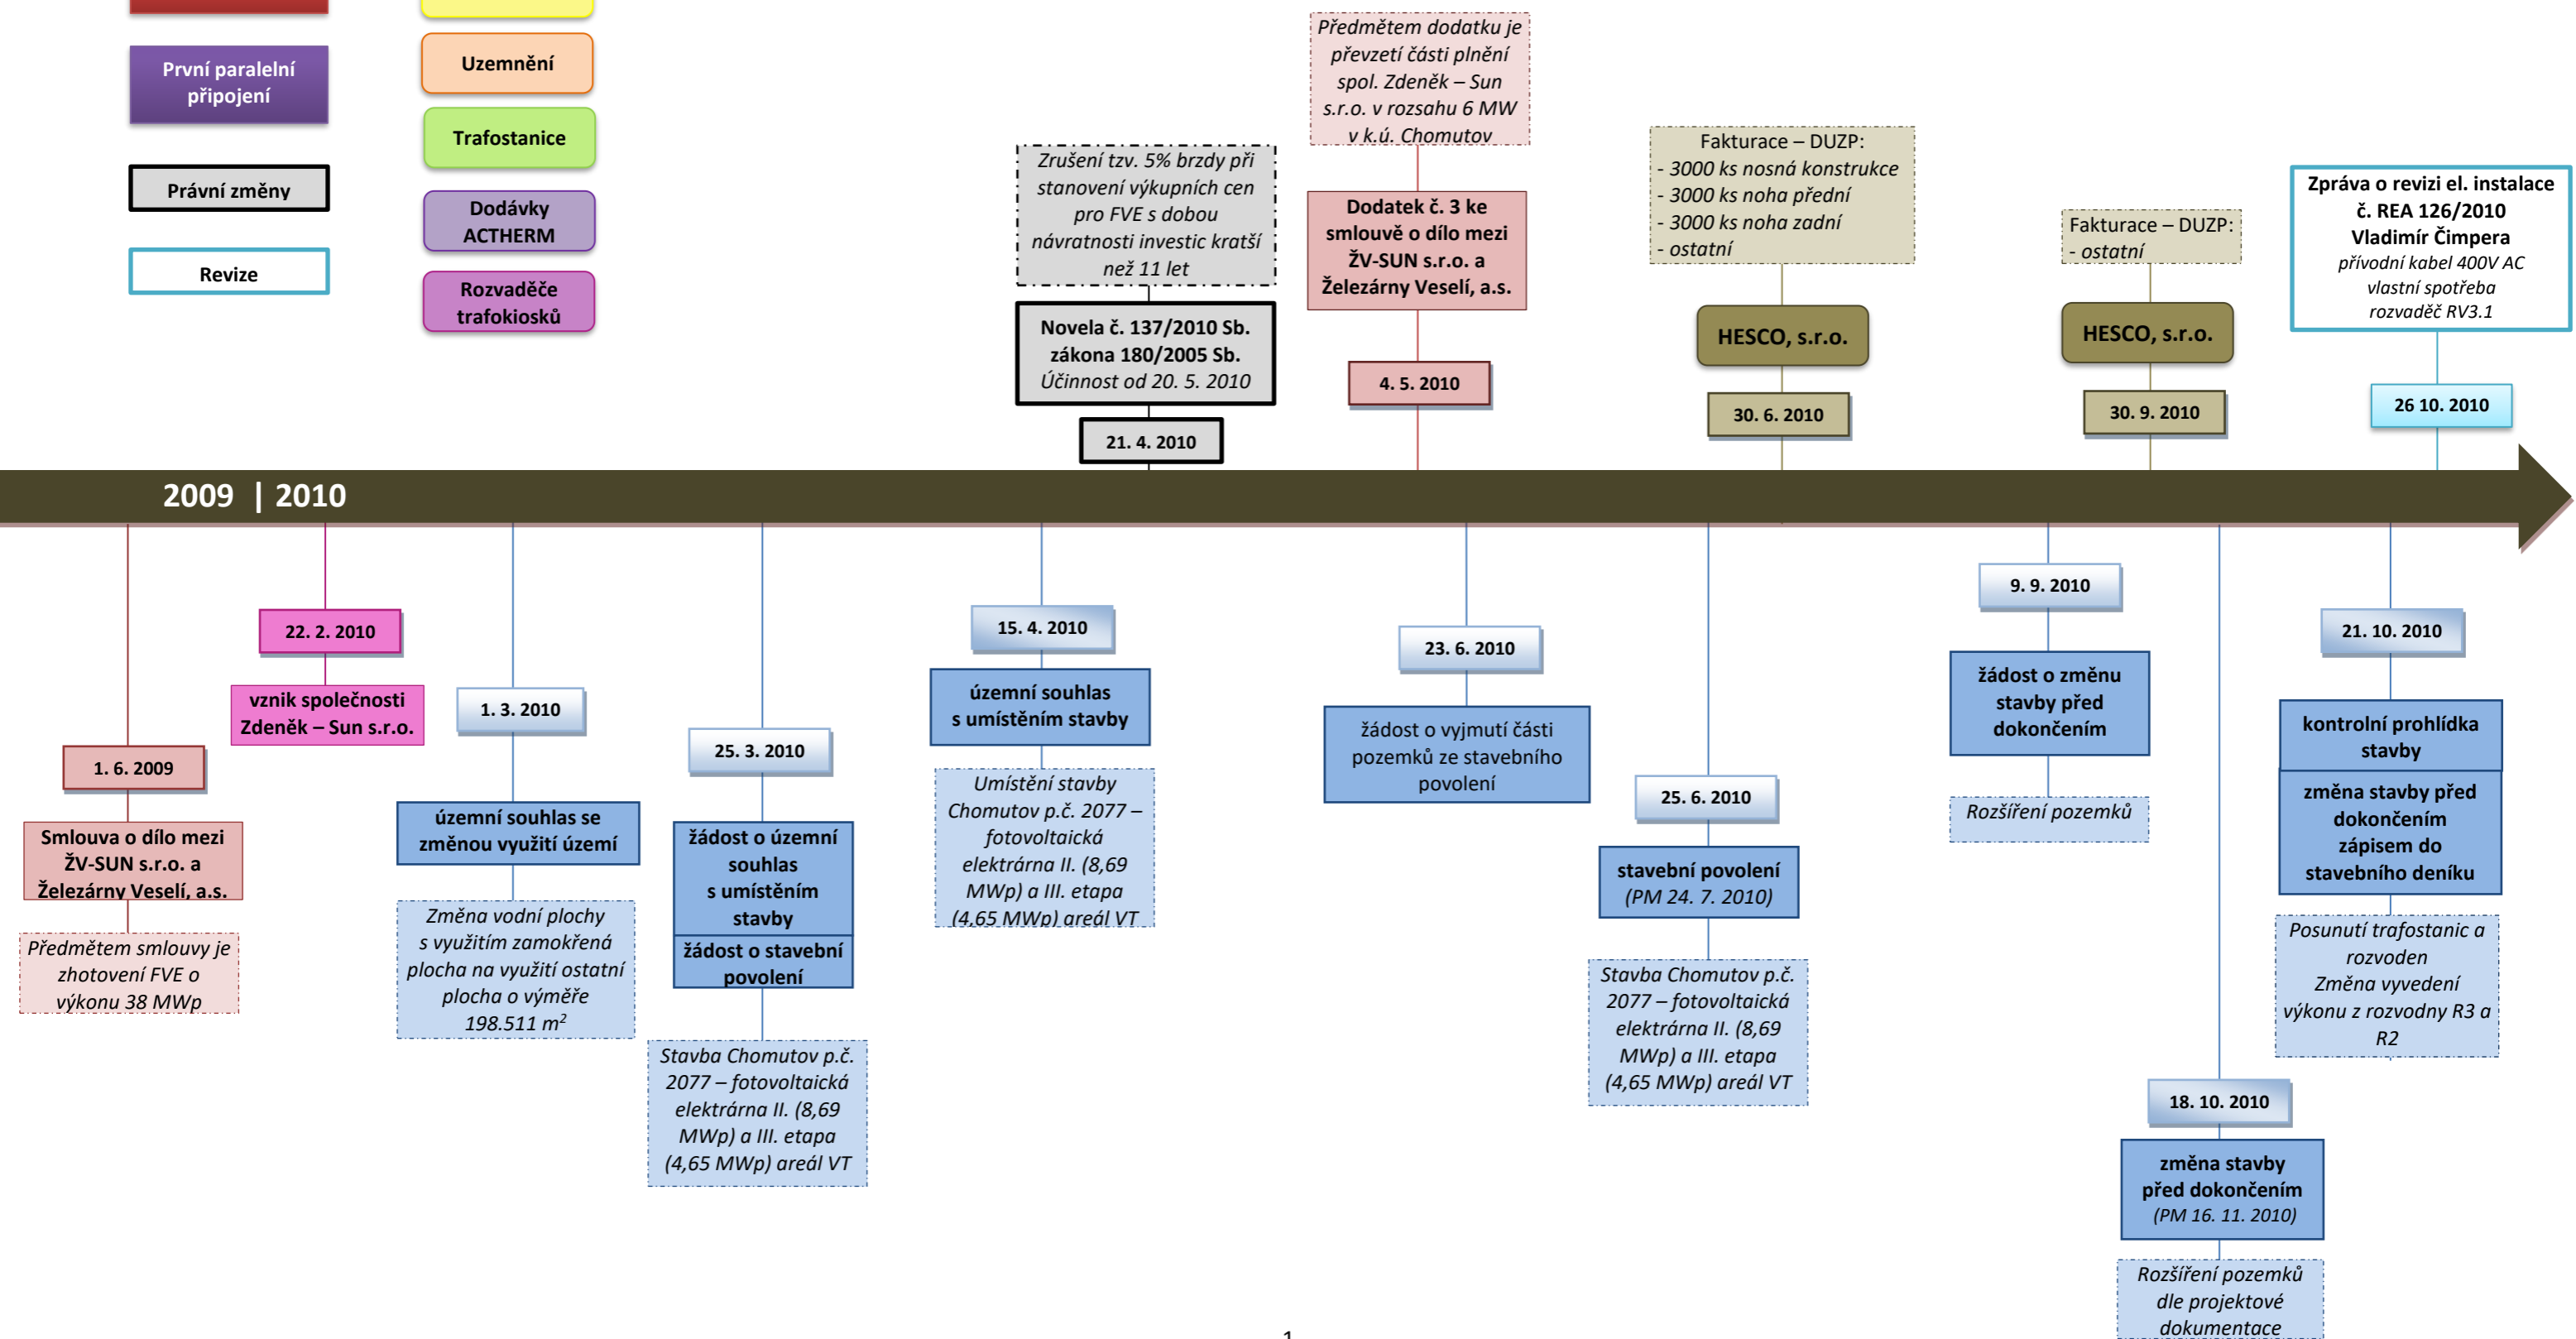 První paralelní
připojení
Právní změny
Revize
Uzemnění
Trafostanice
Dodávky
ACTHERM
Rozvaděče
trafokiosků
Zrušení tzv. 5% brzdy při
stanovení výkupních cen
pro FVE s dobou
návratnosti investic kratší
než 11 let
Novela č. 137/2010 Sb.
zákona 180/2005 Sb.
Účinnost od 20. 5. 2010
21. 4. 2010
Předmětem dodatku je
převzetí části plnění
spol. Zdeněk – Sun
s.r.o. v rozsahu 6 MW
v k.ú. Chomutov
Dodatek č. 3 ke
smlouvě o dílo mezi
ŽV-SUN s.r.o. a
Železárny Veselí, a.s.
4. 5. 2010
Fakturace – DUZP:
- 3000 ks nosná konstrukce
- 3000 ks noha přední
- 3000 ks noha zadní
- ostatní
HESCO, s.r.o.
30. 6. 2010
Fakturace – DUZP:
- ostatní
HESCO, s.r.o.
30. 9. 2010
Zpráva o revizi el. instalace
č. REA 126/2010
Vladimír Čimpera
přívodní kabel 400V AC
vlastní spotřeba
rozvaděč RV3.1
26 10. 2010
2009 | 2010
1. 6. 2009
Smlouva o dílo mezi
ŽV-SUN s.r.o. a
Železárny Veselí, a.s.
Předmětem smlouvy je
zhotovení FVE o
výkonu 38 MWp
22. 2. 2010
vznik společnosti
Zdeněk – Sun s.r.o.
1. 3. 2010
územní souhlas se
změnou využití území
Změna vodní plochy
s využitím zamokřená
plocha na využití ostatní
plocha o výměře
198.511 m²
25. 3. 2010
žádost o územní
souhlas
s umístěním
stavby
žádost o stavební
povolení
Stavba Chomutov p.č.
2077 – fotovoltaická
elektrárna II. (8,69
MWp) a III. etapa
(4,65 MWp) areál VT
15. 4. 2010
územní souhlas
s umístěním stavby
Umístění stavby
Chomutov p.č. 2077 –
fotovoltaická
elektrárna II. (8,69
MWp) a III. etapa
(4,65 MWp) areál VT
23. 6. 2010
žádost o vyjmutí části
pozemků ze stavebního
povolení
25. 6. 2010
stavební povolení
(PM 24. 7. 2010)
Stavba Chomutov p.č.
2077 – fotovoltaická
elektrárna II. (8,69
MWp) a III. etapa
(4,65 MWp) areál VT
9. 9. 2010
žádost o změnu
stavby před
dokončením
Rozšíření pozemků
18. 10. 2010
změna stavby
před dokončením
(PM 16. 11. 2010)
Rozšíření pozemků
dle projektové
dokumentace
21. 10. 2010
kontrolní prohlídka
stavby
změna stavby před
dokončením
zápisem do
stavebního deníku
Posunutí trafostanic a
rozvoden
Změna vyvedení
výkonu z rozvodny R3 a
R2
1